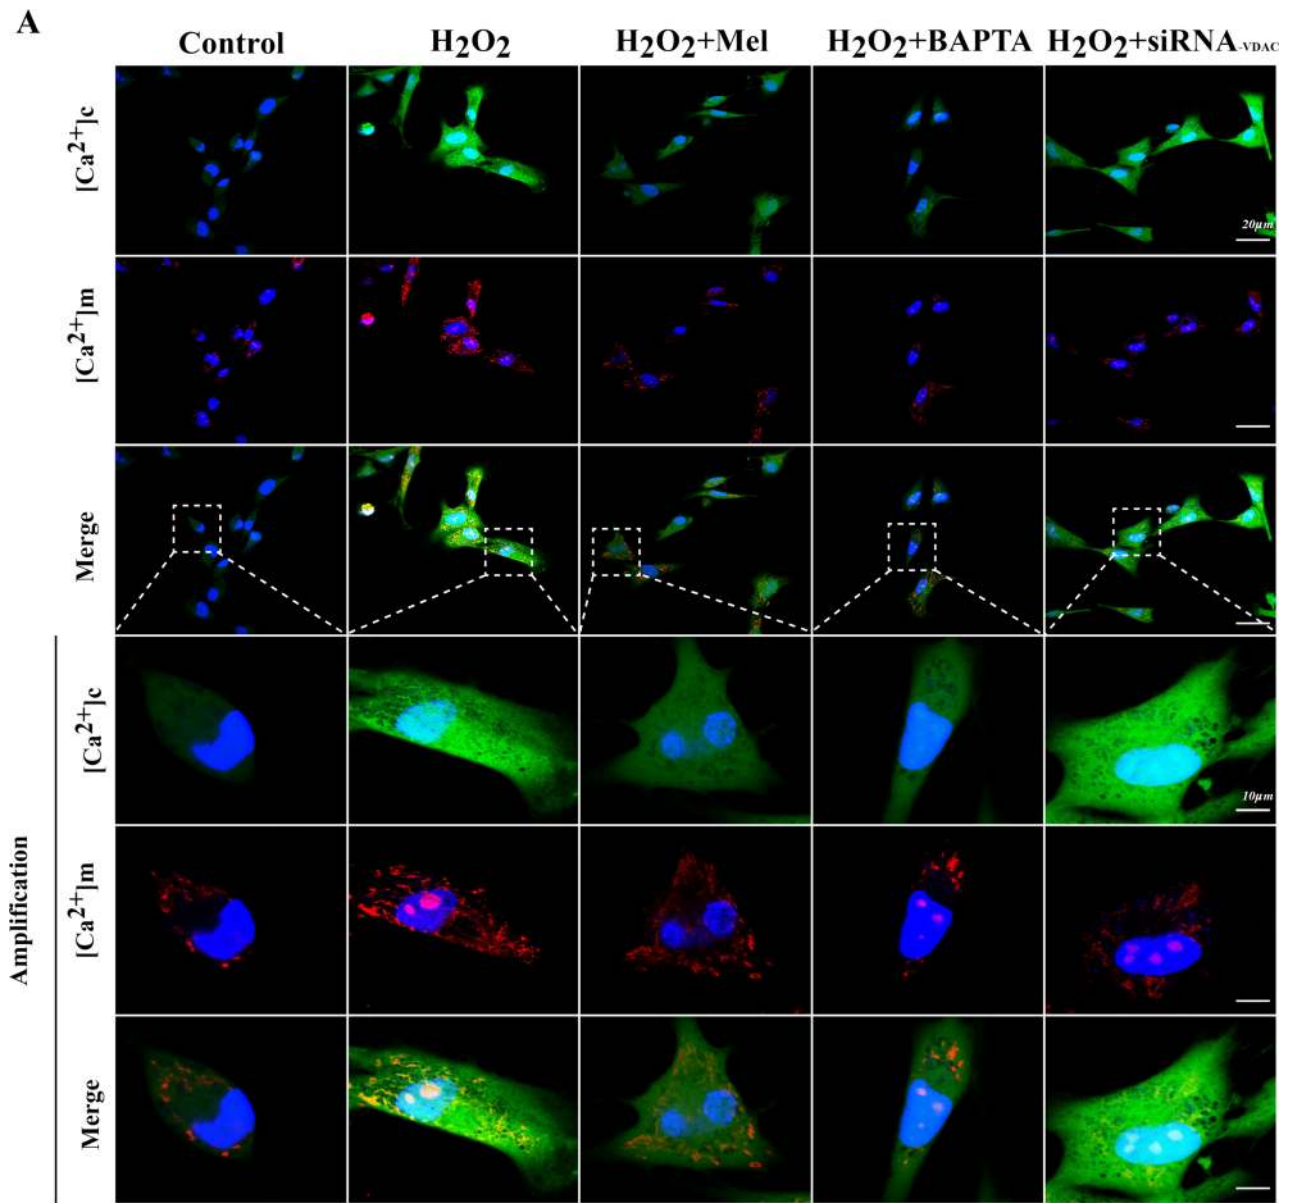 A
Control H₂O₂ H₂O₂+Mel H₂O₂+BAPTA H₂O₂+siRNA-VDAC
[Ca²⁺]c
20μm
[Ca²⁺]m
Merge
Amplification
[Ca²⁺]c
10μm
[Ca²⁺]m
Merge